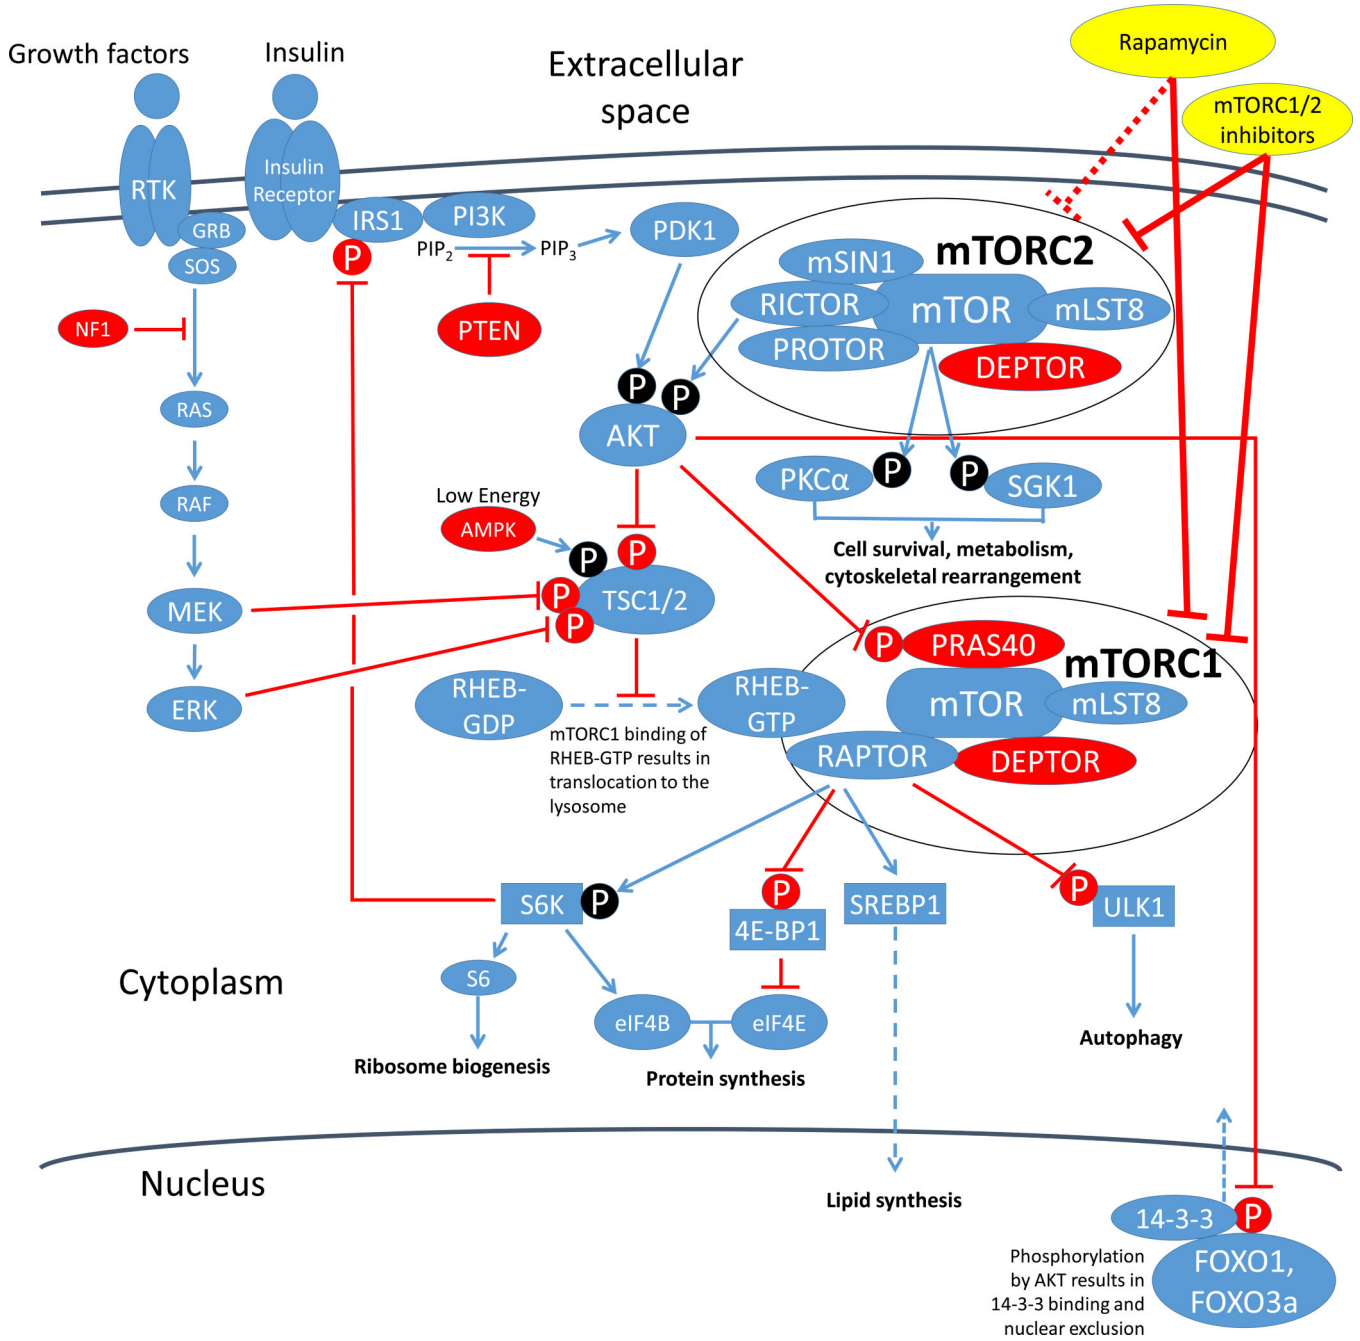 Growth factors
Insulin
Extracellular
space
Rapamycin
mTORC1/2
inhibitors
RTK
Insulin
Receptor
GRB
SOS
IRS1
P
PI3K
PIP2
PIP3
PDK1
NF1
PTEN
mTORC2
mSIN1
RICTOR
mTOR
mLST8
PROTOR
DEPTOR
RAS
P
P
AKT
RAF
PKCα
P
P
SGK1
Low Energy
AMPK
P
P
Cell survival, metabolism,
cytoskeletal rearrangement
MEK
P
P
TSC1/2
P
PRAS40
mTORC1
ERK
RHEB-
GDP
RHEB-
GTP
mTOR
mLST8
mTORC1 binding of
RHEB-GTP results in
translocation to the
lysosome
RAPTOR
DEPTOR
S6K
P
P
4E-BP1
SREBP1
P
ULK1
S6
Cytoplasm
eIF4B
eIF4E
Autophagy
Ribosome biogenesis
Protein synthesis
Nucleus
Lipid synthesis
14-3-3
P
Phosphorylation
by AKT results in
14-3-3 binding and
nuclear exclusion
FOXO1,
FOXO3a